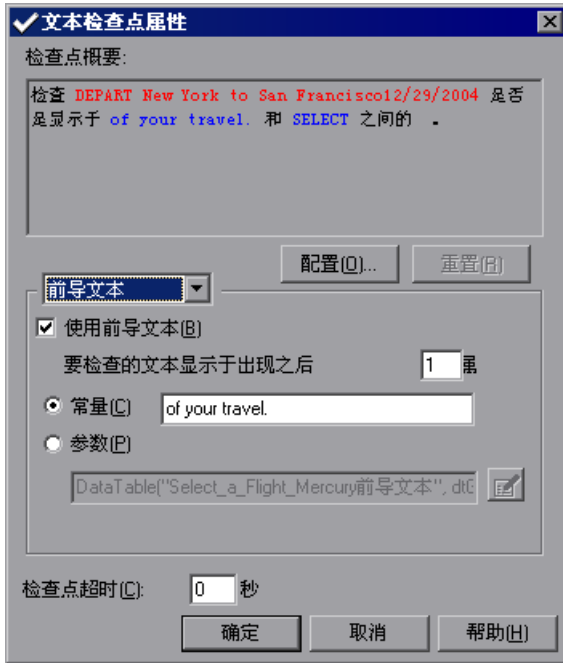 文本检查点属性
检查点概要:
检查 DEPART New York to San Francisco12/29/2004 是否
是显示于 of your travel. 和 SELECT 之间的 .
配置(O)... 重置(R)
前导文本
使用前导文本(B)
要检查的文本显示于出现之后 1
常量(C) of your travel.
参数(P)
DataTable("Select_a_Flight_Mercury前导文本", dtG
检查点超时(C): 0 秒
确定 取消 帮助(H)